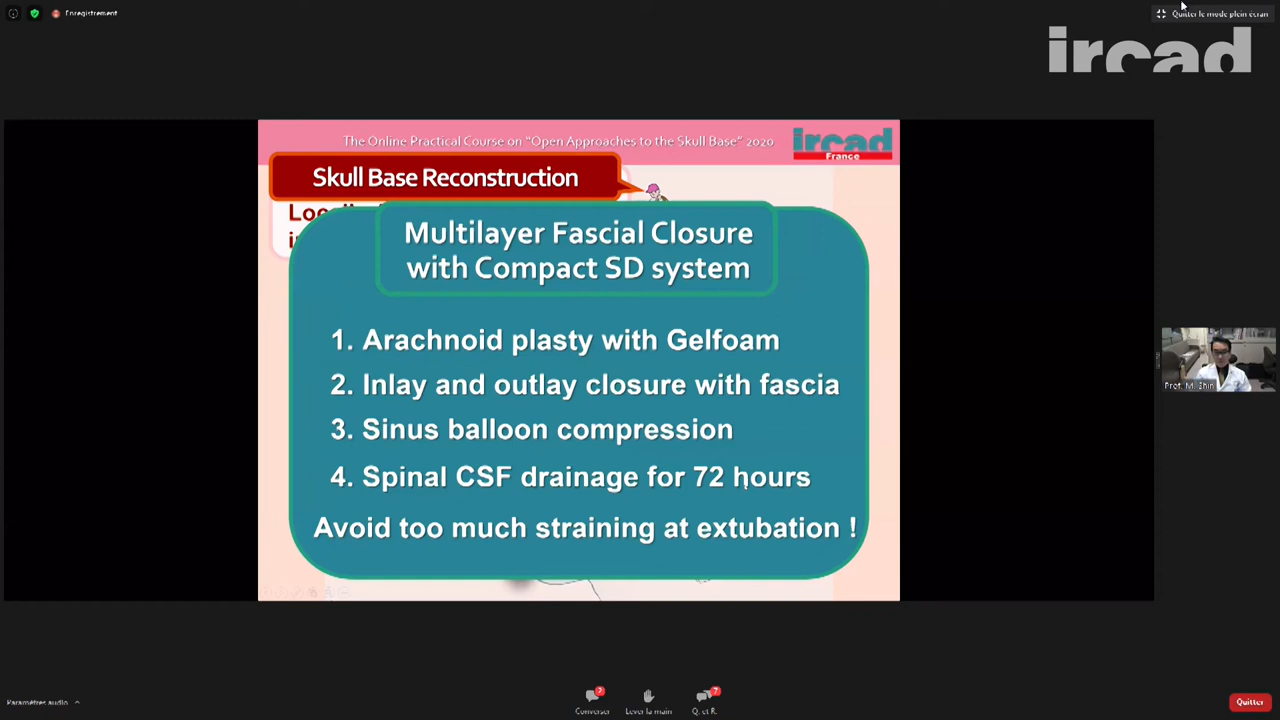 Enregistrement
Quitter le mode plein écran
ircad
The Online Practical Course on "Open Approaches to the Skull Base" 2020
ircad
France
Skull Base Reconstruction
Multilayer Fascial Closure
with Compact SD system
1. Arachnoid plasty with Gelfoam
2. Inlay and outlay closure with fascia
3. Sinus balloon compression
4. Spinal CSF drainage for 72 hours
Avoid too much straining at extubation !
Prof. M. Shin
Paramètres audio
2
Converser
Lever la main
7
Q. et R.
Quitter